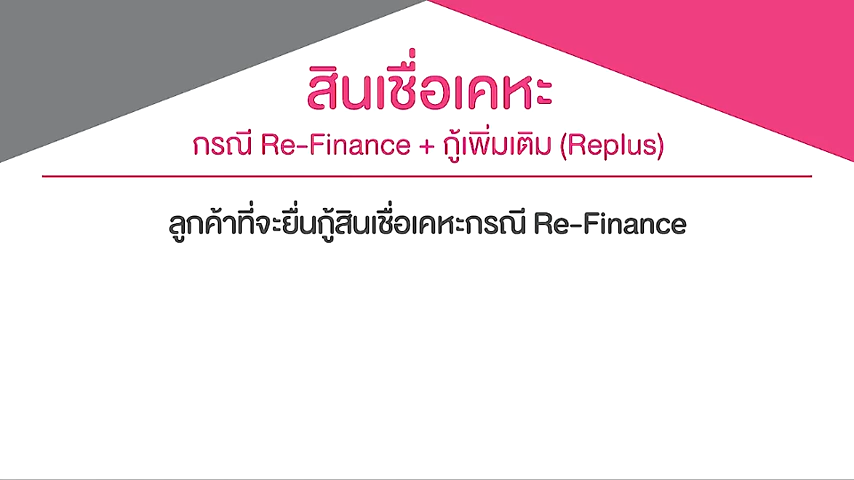 สินเชื่อเคหะ
กรณี Re-Finance + กู้เพิ่มเติม (Replus)
ลูกค้าที่จะยื่นกู้สินเชื่อเคหะกรณี Re-Finance